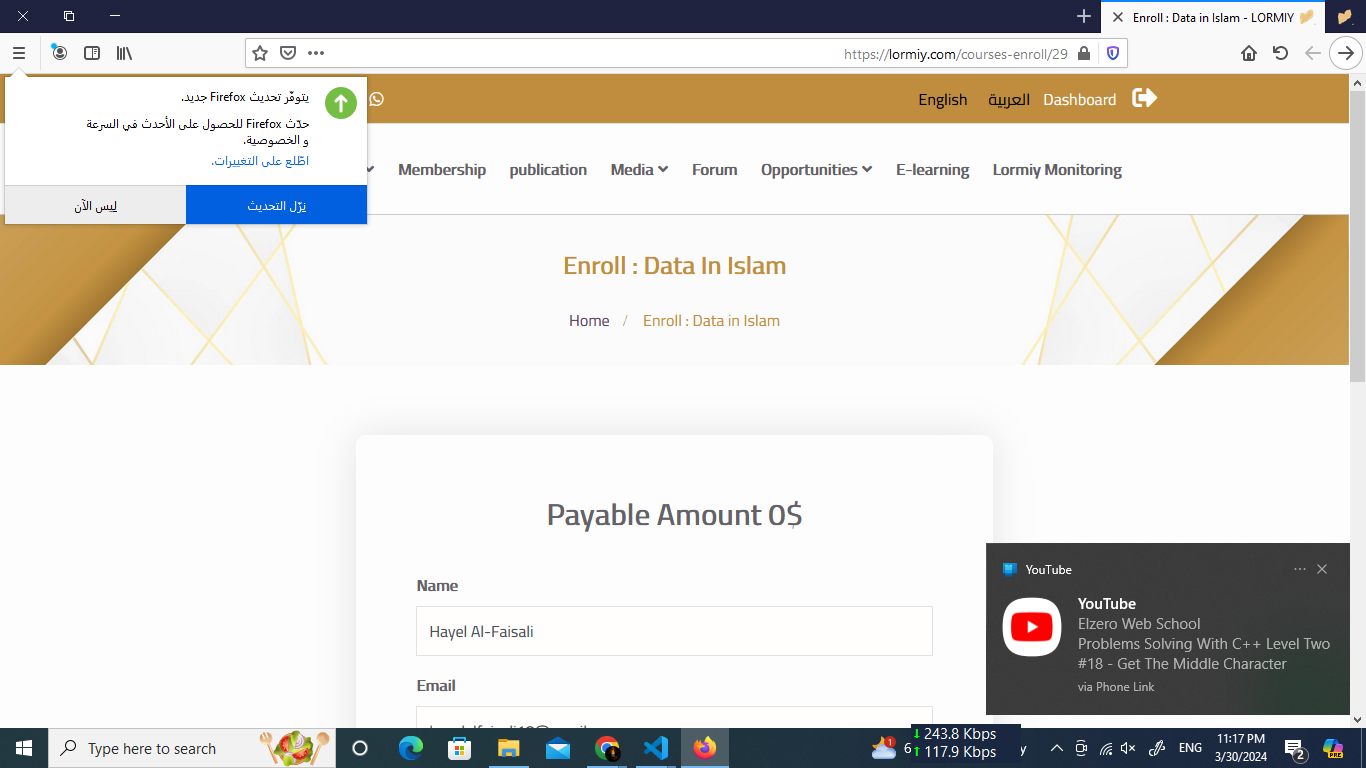 Enroll : Data in Islam - LORMIY
https://lormiy.com/courses-enroll/29
يتوفّر تحديث Firefox جديد.
حدّث Firefox للحصول على الأحدث في السرعة
و الخصوصية.
اطّلع على التغييرات.
نزّل التحديث
ليس الآن
English
العربية
Dashboard
Membership
publication
Media
Forum
Opportunities
E-learning
Lormiy Monitoring
Enroll : Data In Islam
Home / Enroll : Data in Islam
Payable Amount 0$
Name
Hayel Al-Faisali
Email
YouTube
YouTube
Elzero Web School
Problems Solving With C++ Level Two
#18 - Get The Middle Character
via Phone Link
Type here to search
1
6
243.8 Kbps
117.9 Kbps
ENG
11:17 PM
3/30/2024
2
PRE